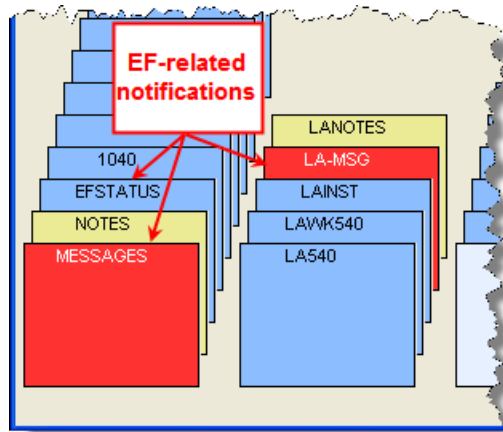 EF-related
notifications
1040
EFSTATUS
NOTES
MESSAGES
LANOTES
LA-MSG
LAINST
LAWK540
LA540